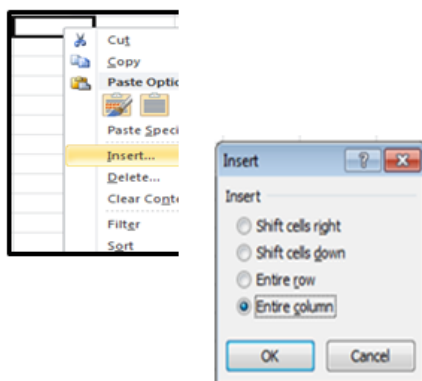 Cut
Copy
Paste Optic
Paste Speci
Insert...
Delete...
Clear Conte
Filter
Sort
Insert
Insert
Shift cells right
Shift cells down
Entire row
Entire column
OK
Cancel